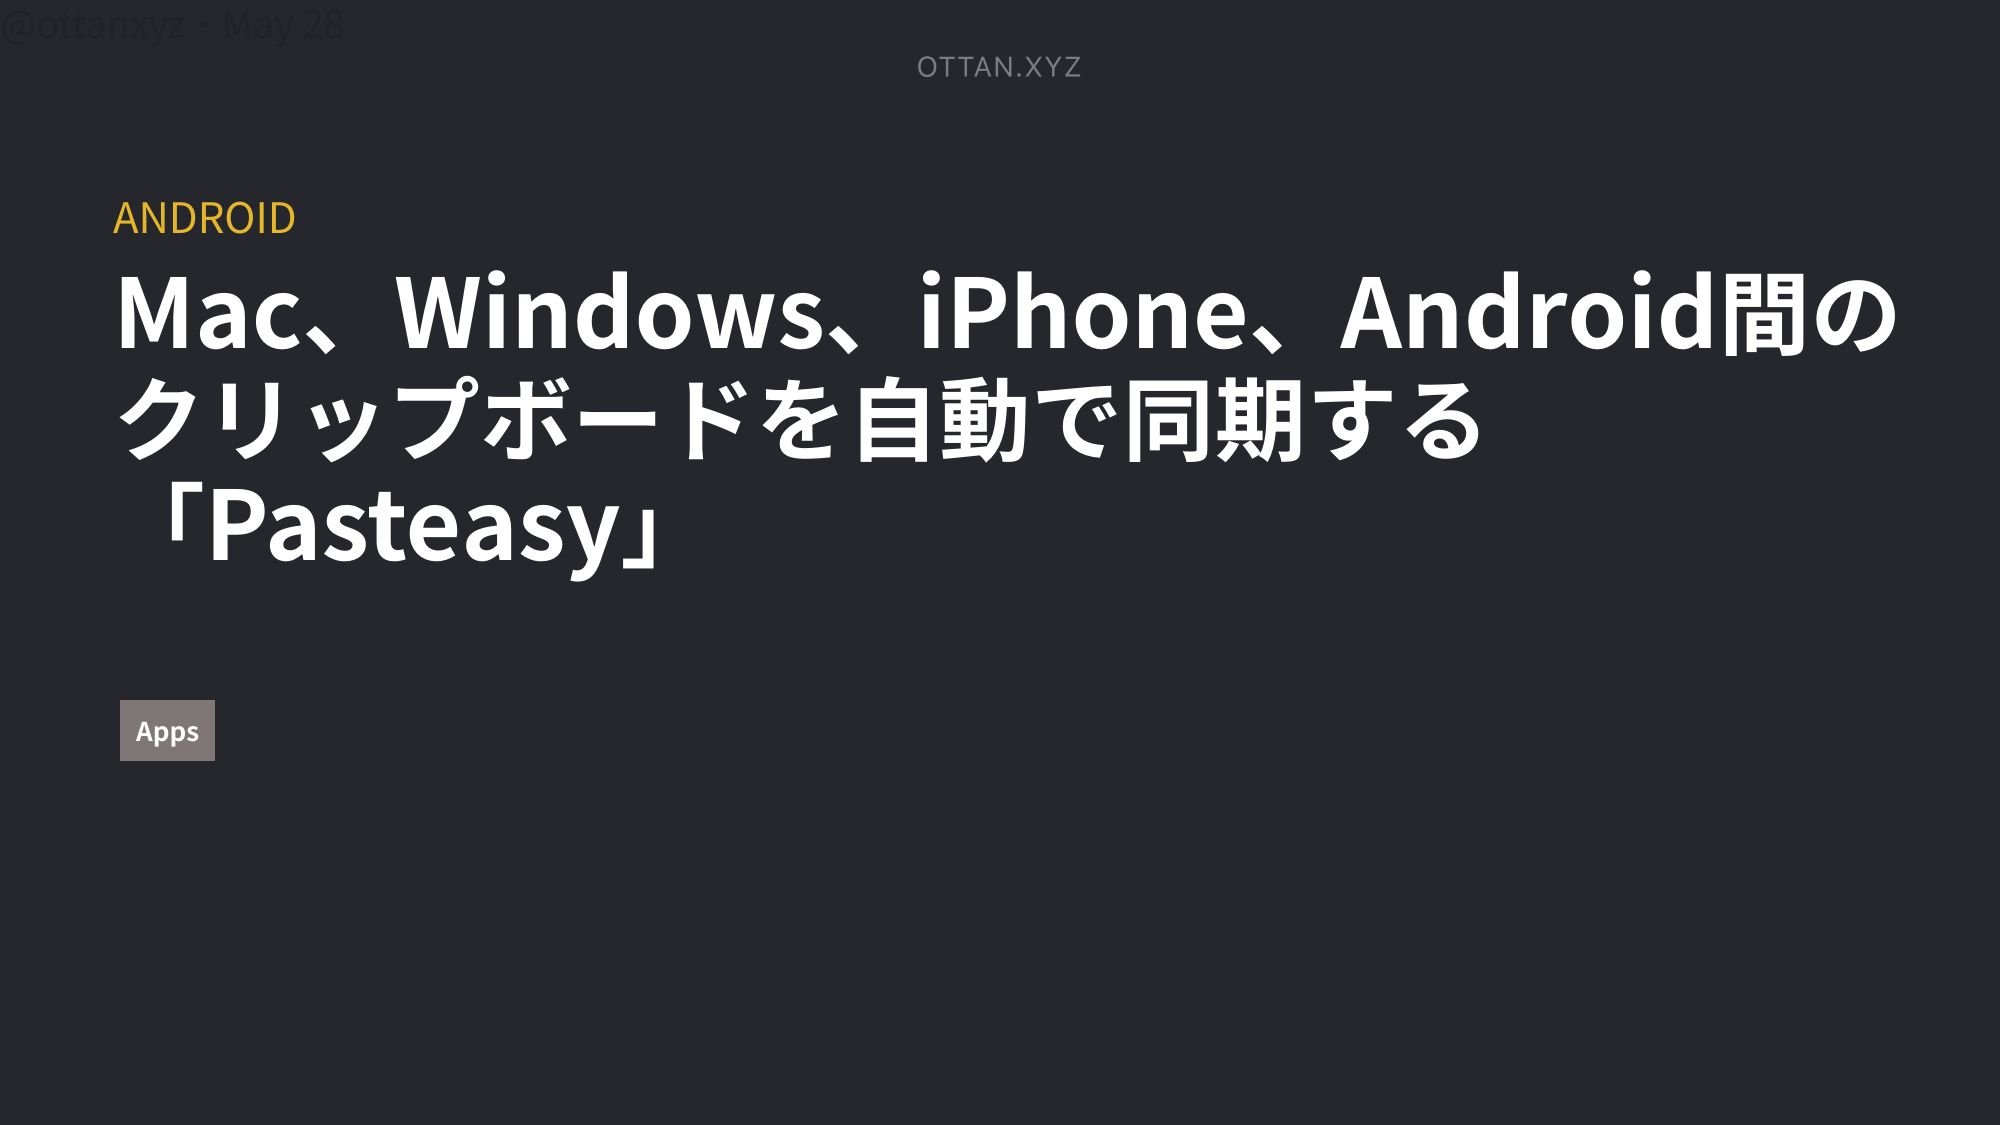 @ottanxyz・May 28
OTTAN.XYZ
ANDROID
Mac、Windows、iPhone、Android間の
クリップボードを自動で同期する
「Pasteasy」
Apps